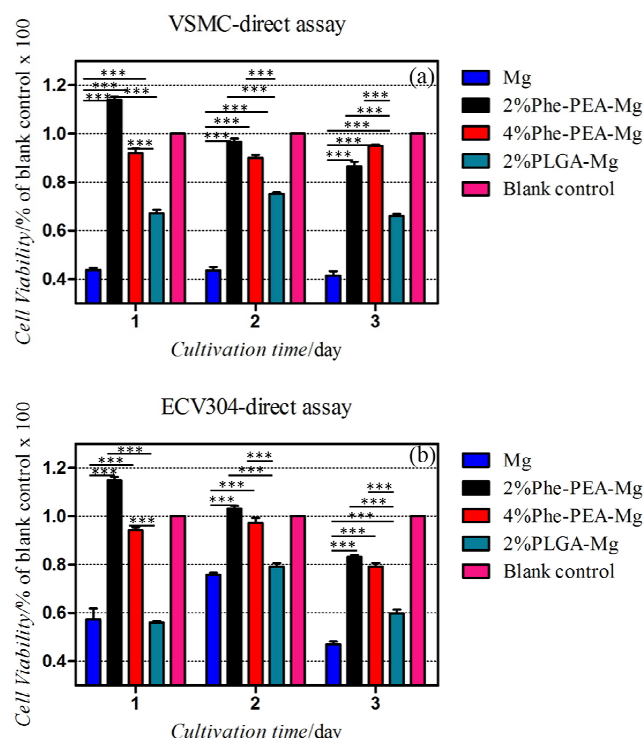 VSMC-direct assay
(a)
Cell Viability/% of blank control x 100
1.2
1.0
0.8
0.6
0.4
*** *** *** *** ***
*** *** *** *** ***
*** *** *** *** ***
1 2 3
Cultivation time/day
Mg
2%Phe-PEA-Mg
4%Phe-PEA-Mg
2%PLGA-Mg
Blank control
ECV304-direct assay
(b)
Cell Viability/% of blank control x 100
1.2
1.0
0.8
0.6
0.4
*** *** *** ***
*** *** *** ***
*** *** *** *** ***
1 2 3
Cultivation time/day
Mg
2%Phe-PEA-Mg
4%Phe-PEA-Mg
2%PLGA-Mg
Blank control